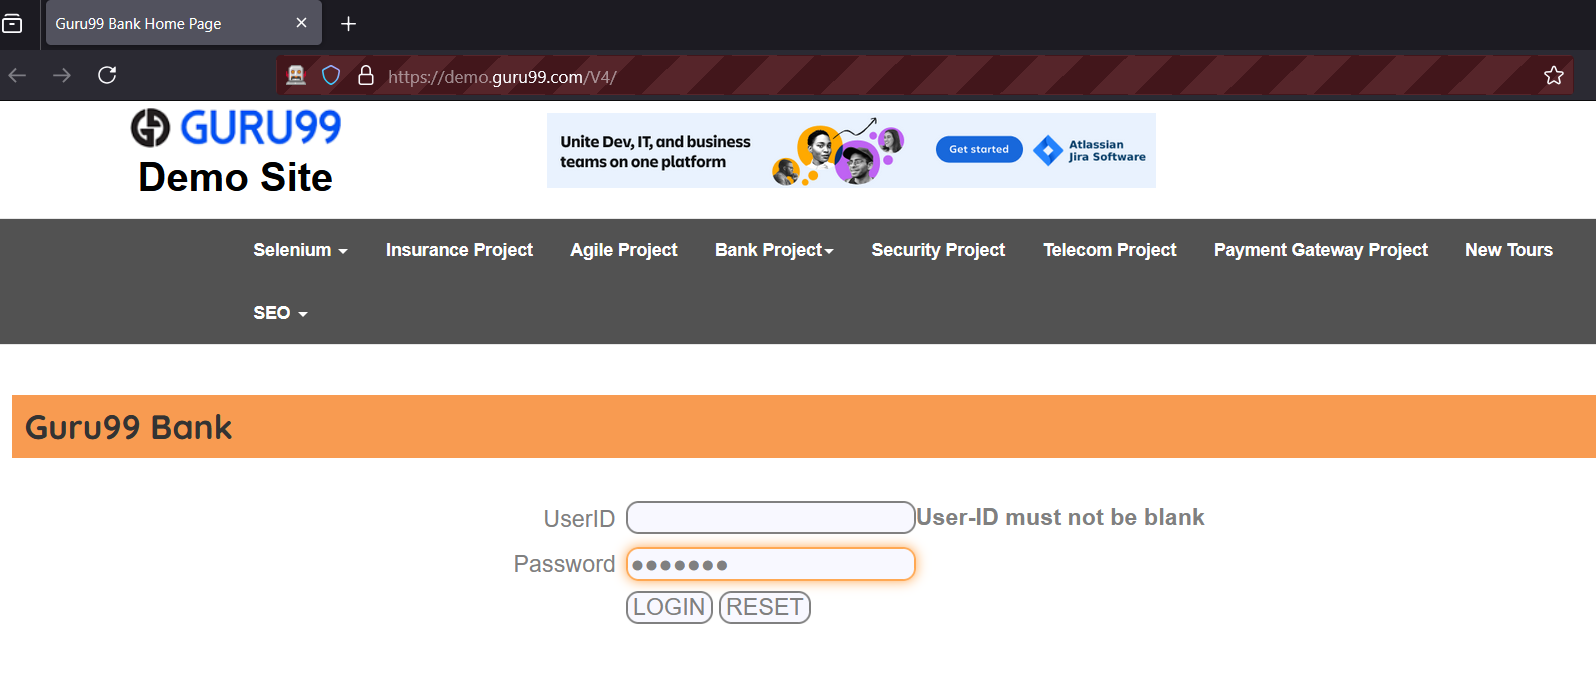 Guru99 Bank Home Page
https://demo.guru99.com/V4/
GURU99
Demo Site
Unite Dev, IT, and business
teams on one platform
Get started
Atlassian
Jira Software
Selenium Insurance Project Agile Project Bank Project Security Project Telecom Project Payment Gateway Project New Tours
SEO
Guru99 Bank
UserID User-ID must not be blank
Password
LOGIN RESET